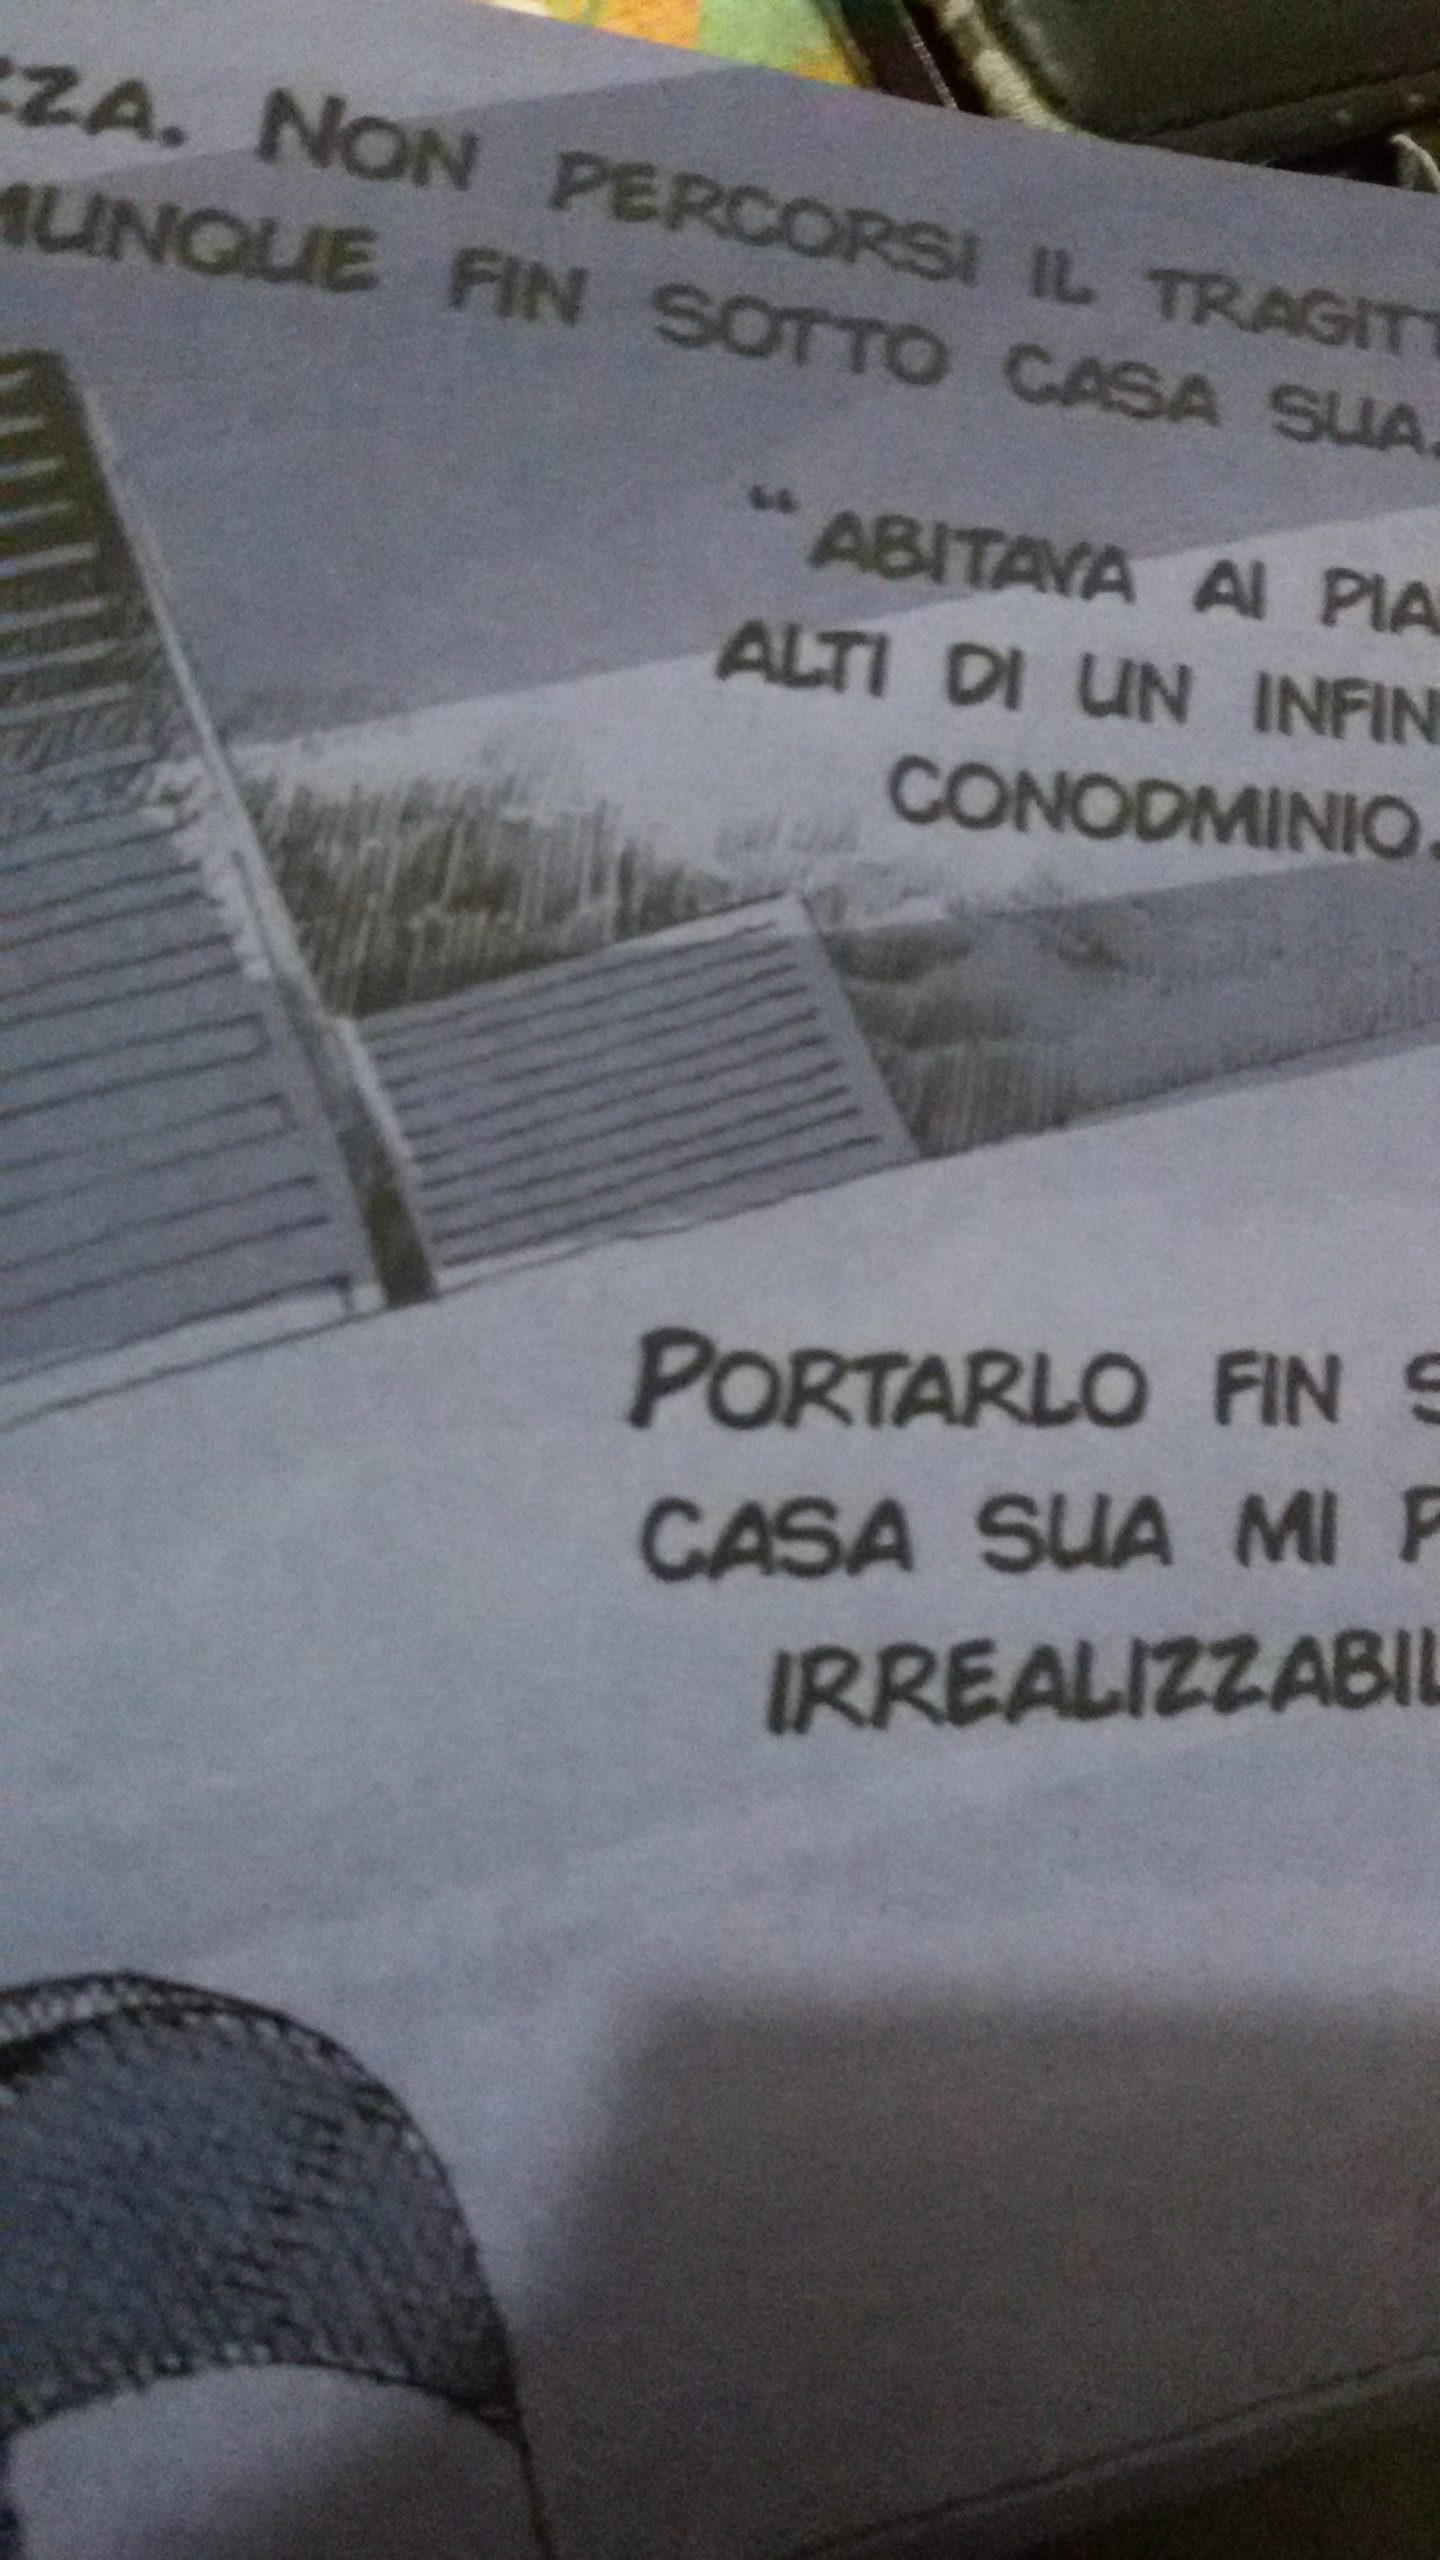 ZZA. NON PERCORSI IL TRAGITT
MUNQUE FIN SOTTO CASA SUA.
“ABITAVA AI PIA
ALTI DI UN INFIN
CONODMINIO.
PORTARLO FIN S
CASA SUA MI P
IRREALIZZABIL